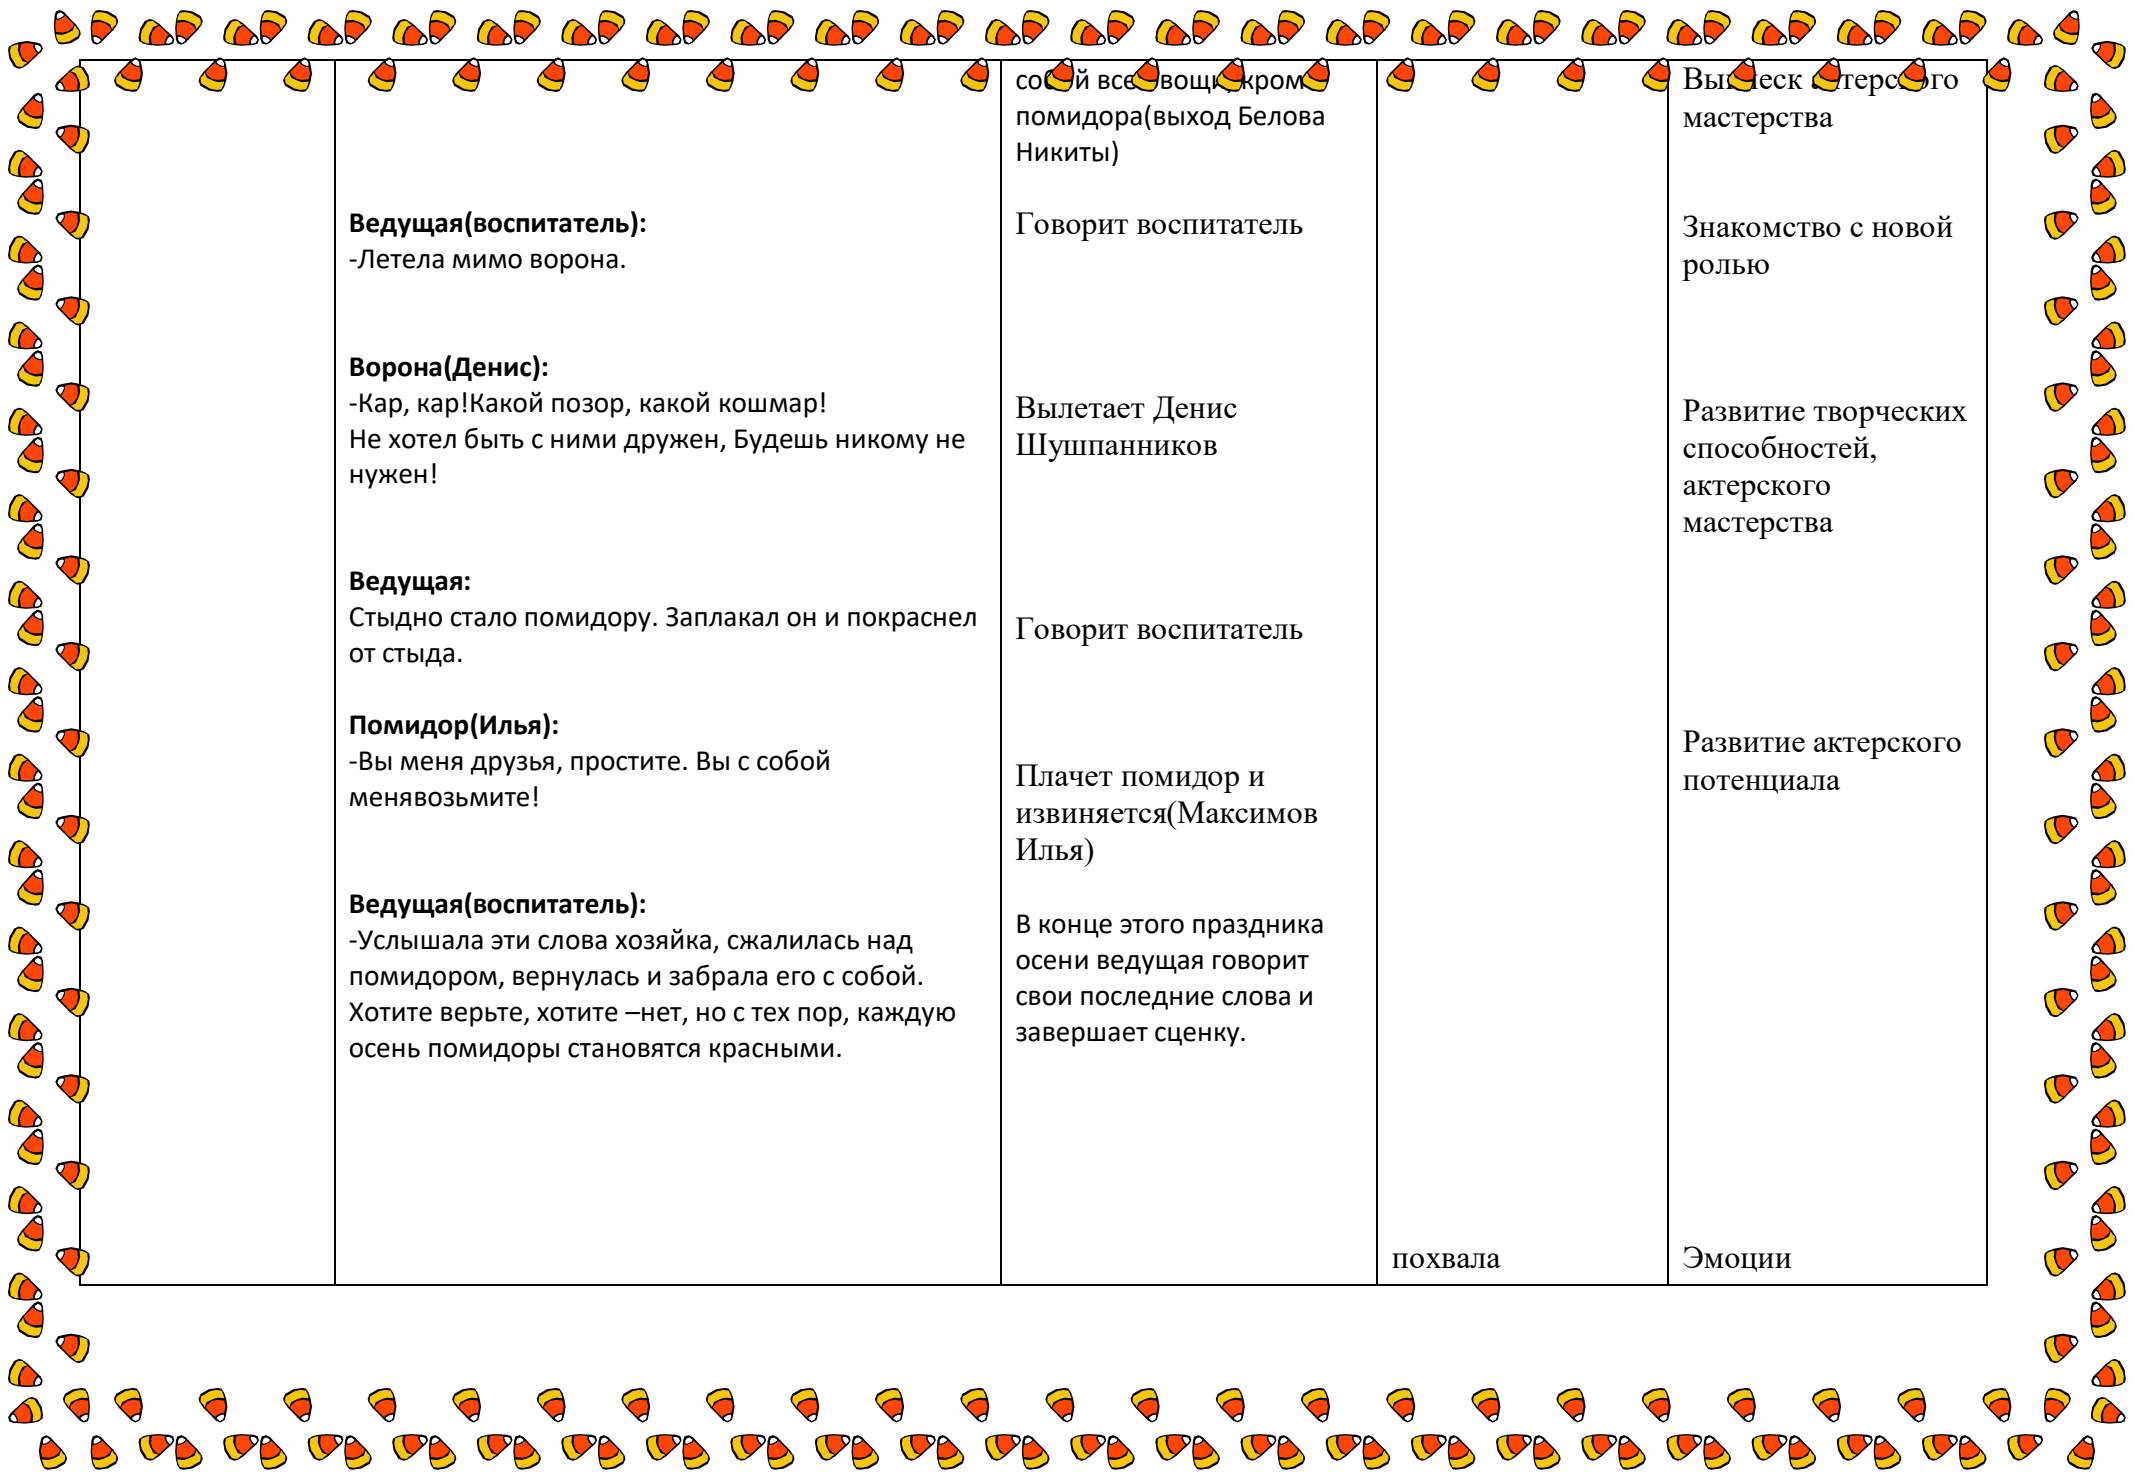 Ведущая(воспитатель):
-Летела мимо ворона.
Ворона(Денис):
-Кар, кар!Какой позор, какой кошмар!
Не хотел быть с ними дружен, Будешь никому не
нужен!
Ведущая:
Стыдно стало помидору. Заплакал он и покраснел
от стыда.
Помидор(Илья):
-Вы меня друзья, простите. Вы с собой
менявозьмите!
Ведущая(воспитатель):
-Услышала эти слова хозяйка, сжалилась над
помидором, вернулась и забрала его с собой.
Хотите верьте, хотите –нет, но с тех пор, каждую
осень помидоры становятся красными.
собой все овощи, кроме
помидора(выход Белова
Никиты)
Говорит воспитатель
Вылетает Денис
Шушпанников
Говорит воспитатель
Плачет помидор и
извиняется(Максимов
Илья)
В конце этого праздника
осени ведущая говорит
свои последние слова и
завершает сценку.
похвала
актерского
мастерства
Знакомство с новой
ролью
Развитие творческих
способностей,
актерского
мастерства
Развитие актерского
потенциала
Эмоции